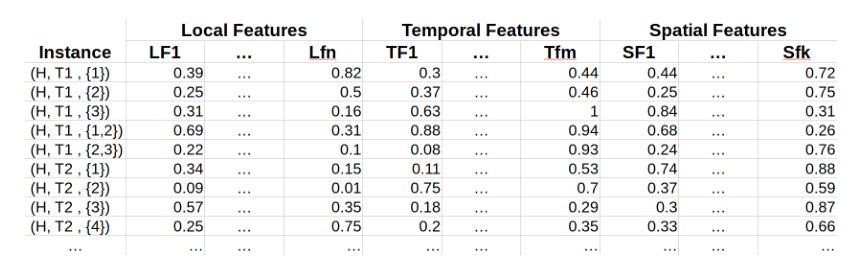 Local Features Temporal Features Spatial Features
Instance LF1 ... Lfn TF1 ... Tfm SF1 ... Sfk
(H, T1 , {1}) 0.39 ... 0.82 0.3 ... 0.44 0.44 ... 0.72
(H, T1 , {2}) 0.25 ... 0.5 0.37 ... 0.46 0.25 ... 0.75
(H, T1 , {3}) 0.31 ... 0.16 0.63 ... 1 0.84 ... 0.31
(H, T1 , {1,2}) 0.69 ... 0.31 0.88 ... 0.94 0.68 ... 0.26
(H, T1 , {2,3}) 0.22 ... 0.1 0.08 ... 0.93 0.24 ... 0.76
(H, T2 , {1}) 0.34 ... 0.15 0.11 ... 0.53 0.74 ... 0.88
(H, T2 , {2}) 0.09 ... 0.01 0.75 ... 0.7 0.37 ... 0.59
(H, T2 , {3}) 0.57 ... 0.35 0.18 ... 0.29 0.3 ... 0.87
(H, T2 , {4}) 0.25 ... 0.75 0.2 ... 0.35 0.33 ... 0.66
... ... ... ... ... ... ... ... ... ...